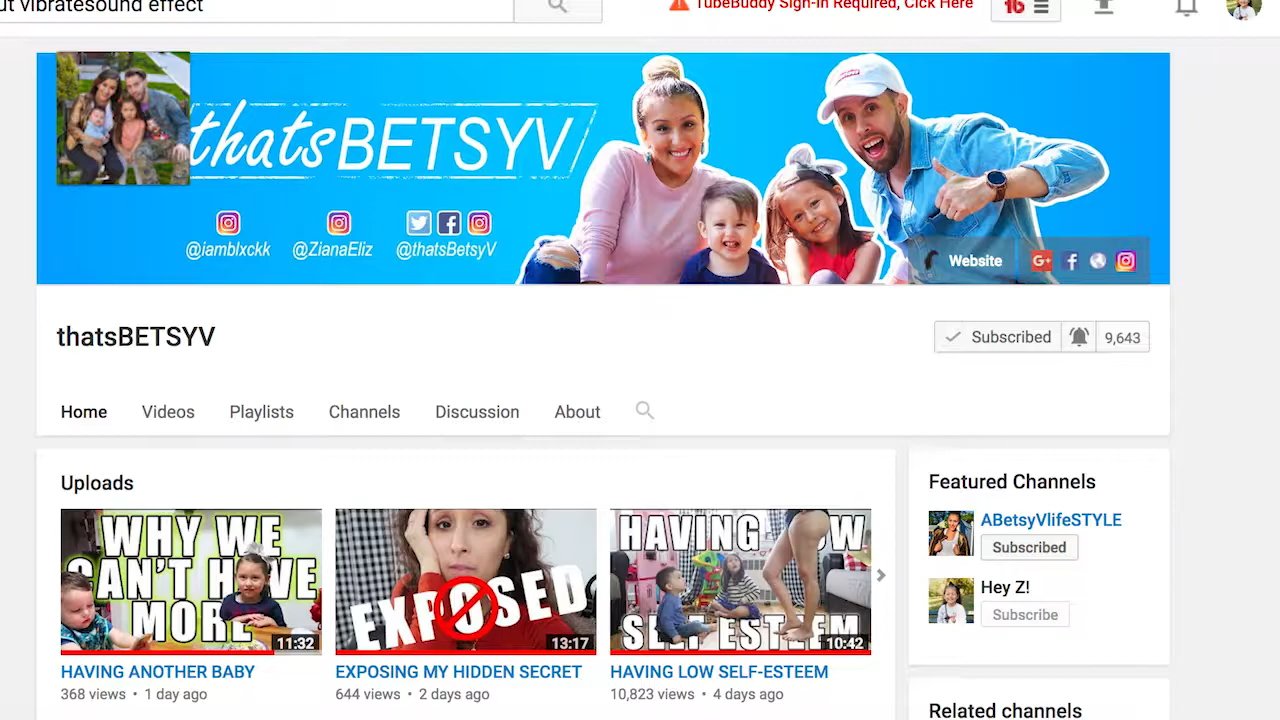 ut vibratesound effect
TubeBuddy Sign-In Required, Click Here
16
thatsBETSYV
@iamblxckk @ZianaEliz @thatsBetsyV
Website
G+
thatsBETSYV
Subscribed 9,643
Home Videos Playlists Channels Discussion About
Uploads
WHY WE
CAN'T HAVE
MORE
11:32
HAVING ANOTHER BABY
368 views • 1 day ago
EXPOSED
13:17
EXPOSING MY HIDDEN SECRET
644 views • 2 days ago
HAVING LOW
SELF ESTEEM
10:42
HAVING LOW SELF-ESTEEM
10,823 views • 4 days ago
Featured Channels
ABetsyVlifeSTYLE
Subscribed
Hey Z!
Subscribe
Related channels